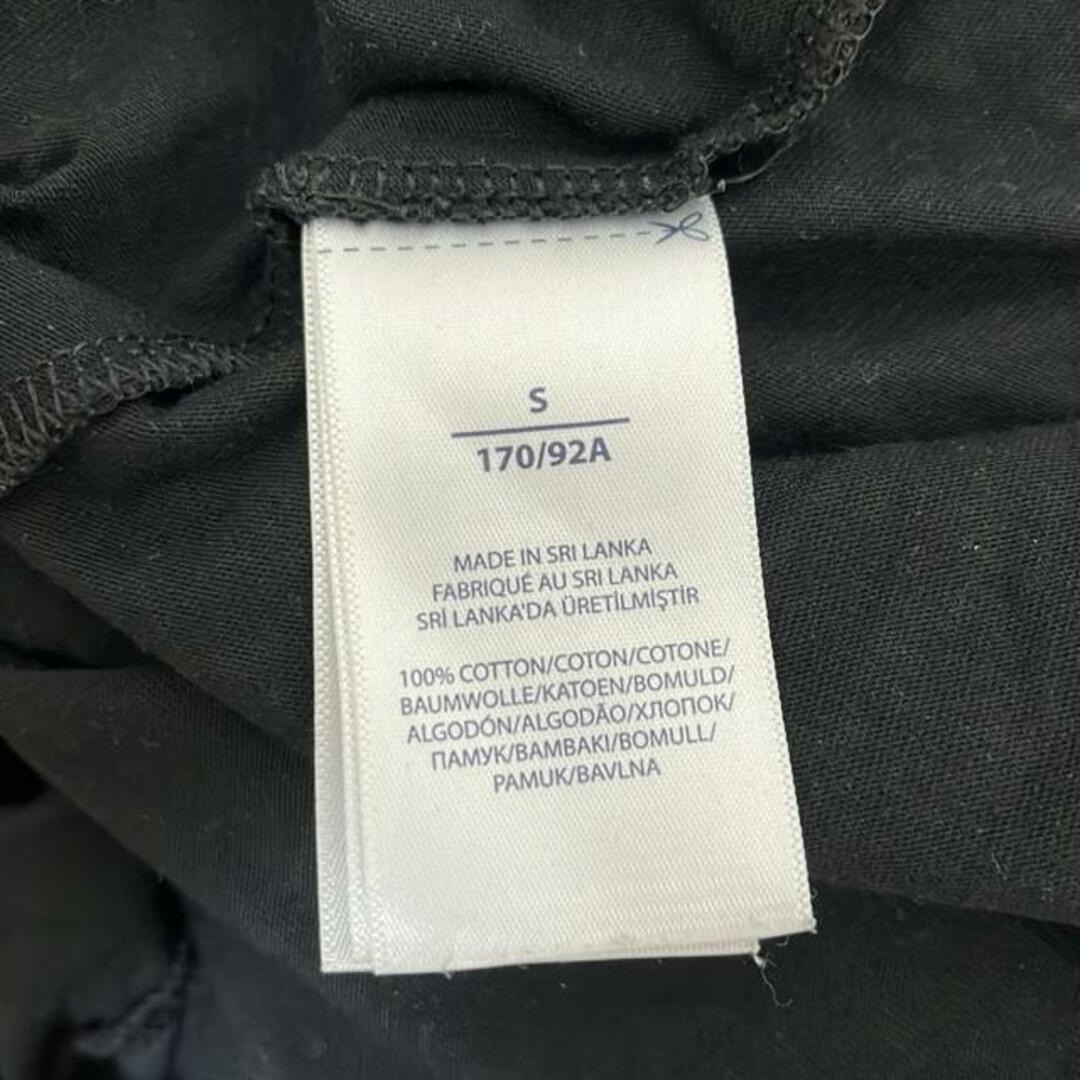 S
170/92A
MADE IN SRI LANKA
FABRIQUÉ AU SRI LANKA
SRİ LANKA'DA ÜRETİLMİŞTİR
100% COTTON/COTON/COTONE/
BAUMWOLLE/KATOEN/BOMULD/
ALGODÓN/ALGODÃO/ХЛОПОК/
ПАМУК/BAMBAKI/BOMULL/
PAMUK/BAVLNA